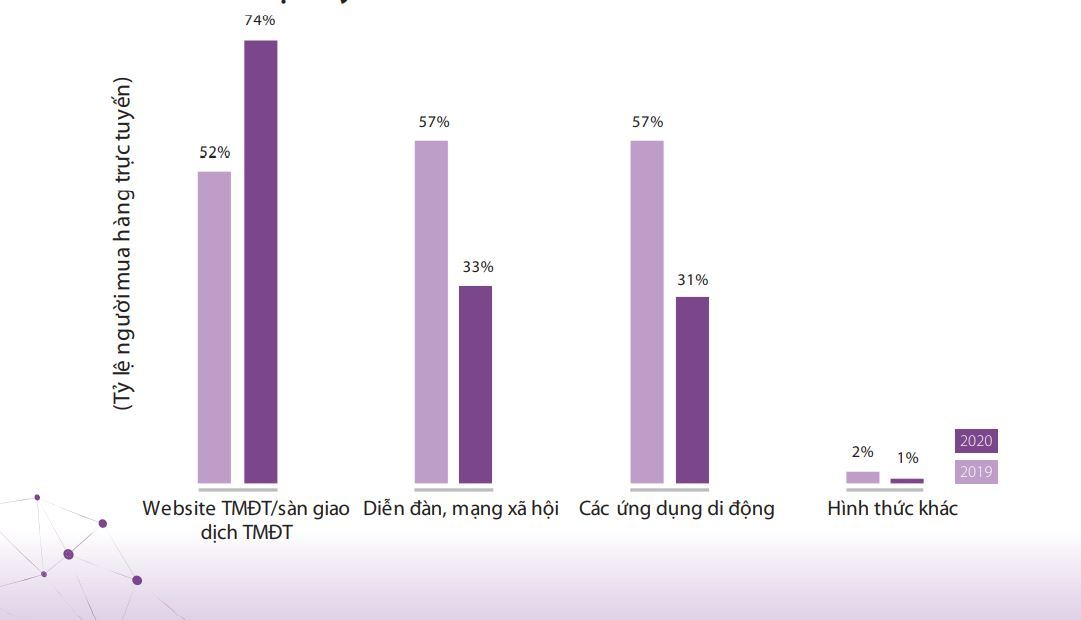 74%
52%
57%
33%
57%
31%
2%
1%
(Tỷ lệ người mua hàng trực tuyến)
2020
2019
Website TMĐT/sàn giao
dịch TMĐT
Diễn đàn, mạng xã hội
Các ứng dụng di động
Hình thức khác